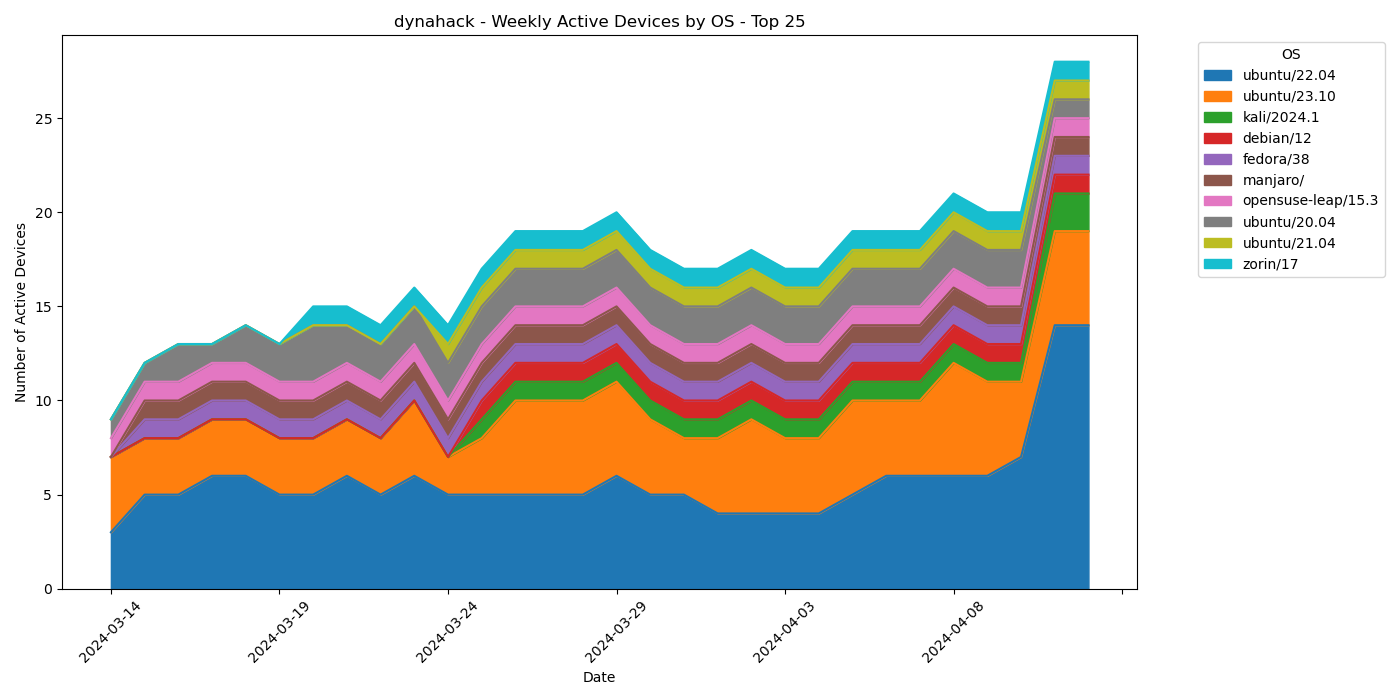 dynahack - Weekly Active Devices by OS - Top 25
Number of Active Devices
25
20
15
10
5
0
2024-03-14
2024-03-19
2024-03-24
2024-03-29
2024-04-03
2024-04-08
Date
OS
ubuntu/22.04
ubuntu/23.10
kali/2024.1
debian/12
fedora/38
manjaro/
opensuse-leap/15.3
ubuntu/20.04
ubuntu/21.04
zorin/17